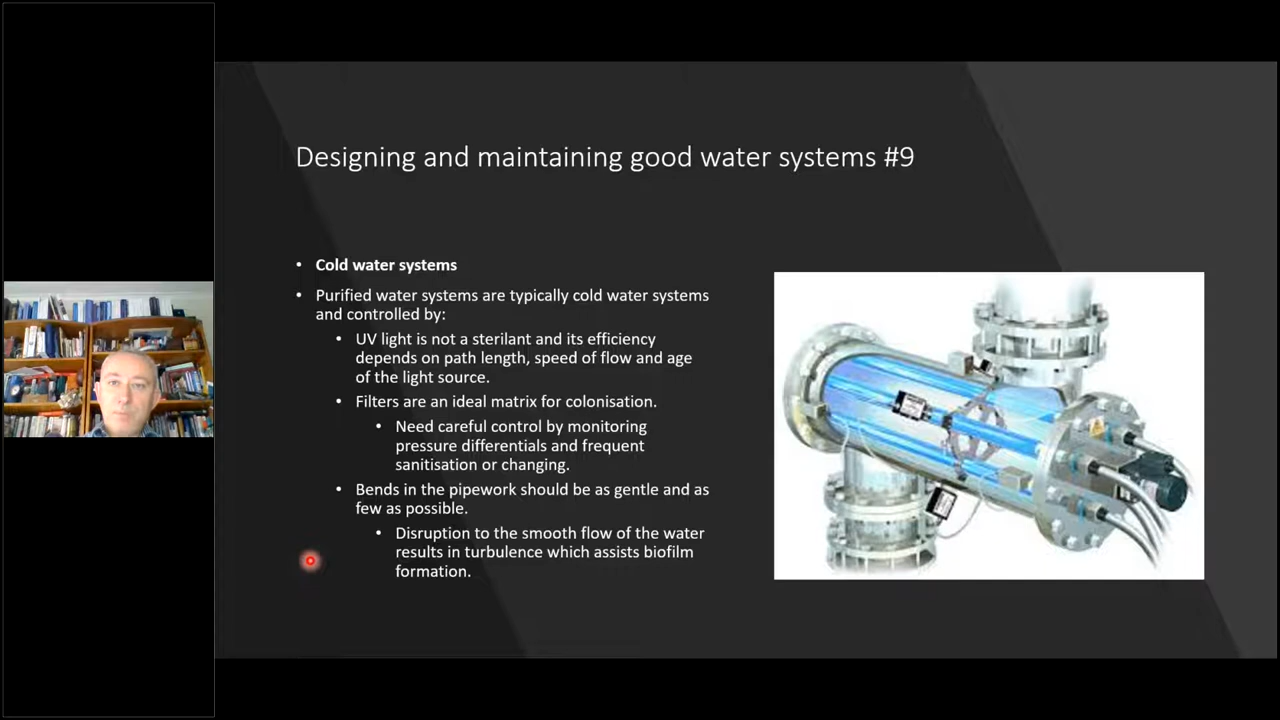 Designing and maintaining good water systems #9
• Cold water systems
• Purified water systems are typically cold water systems
and controlled by:
• UV light is not a sterilant and its efficiency
depends on path length, speed of flow and age
of the light source.
• Filters are an ideal matrix for colonisation.
• Need careful control by monitoring
pressure differentials and frequent
sanitisation or changing.
• Bends in the pipework should be as gentle and as
few as possible.
• Disruption to the smooth flow of the water
results in turbulence which assists biofilm
formation.